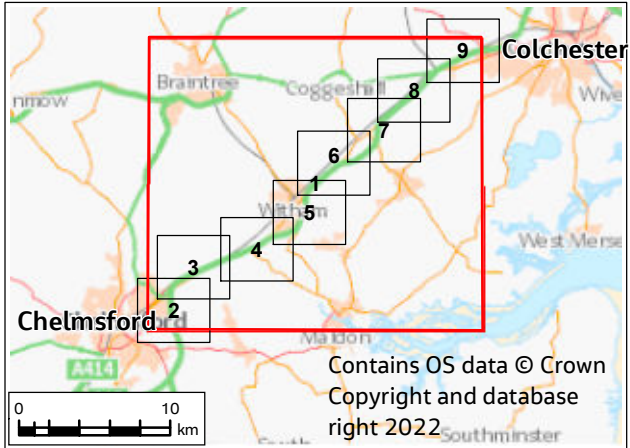 9
Colchester
Braintree
Coggeshall
8
nmow
Wive
7
6
1
Witham
5
West Merse
4
3
2
Chelmsford
Maldon
A414
Contains OS data © Crown
Copyright and database
right 2022
Southminster
0 10
km